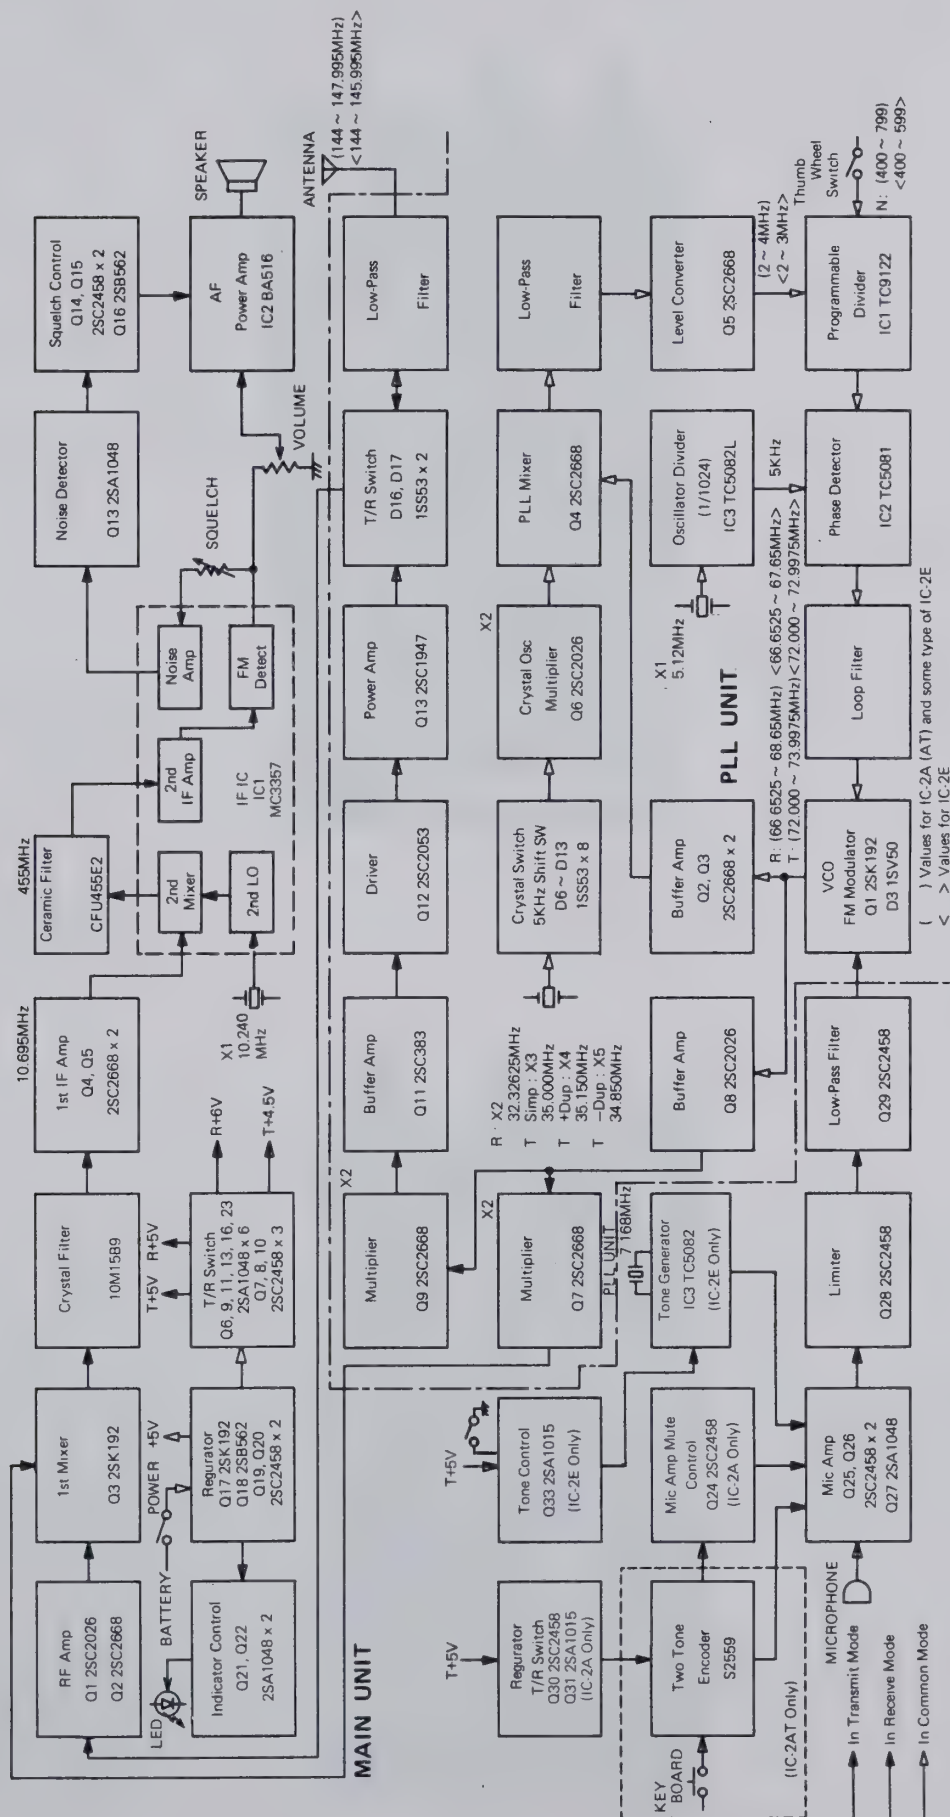 RF Amp
Q1 2SC2026
Q2 2SC2668
1st Mixer
Q3 2SK192
Crystal Filter
10M15B9
10.695MHz
1st IF Amp
Q4, Q5
2SC2668 x 2
455MHz
Ceramic Filter
CFU455E2
2nd
Mixer
2nd LO
2nd
IF Amp
Noise
Amp
FM
Detect
IF IC
IC1
MC3357
X1
10.240
MHz
Noise Detector
Q13 2SA1048
Squelch Control
Q14, Q15
2SC2458 x 2
Q16 2SB562
SQUELCH
VOLUME
AF
Power Amp
IC2 BA516
SPEAKER
LED
BATTERY
POWER
+5V
Indicator Control
Q21, Q22
2SA1048 x 2
Regurator
Q17 2SK192
Q18 2SB562
Q19, Q20
2SC2458 x 2
T+5V
R+5V
T/R Switch
Q6, 9, 11, 13, 16, 23
2SA1048 x 6
Q7, 8, 10
2SC2458 x 3
R+6V
T+4.5V
MAIN UNIT
X2
Multiplier
Q9 2SC2668
Buffer Amp
Q11 2SC383
Driver
Q12 2SC2053
Power Amp
Q13 2SC1947
T/R Switch
D16, D17
1SS53 x 2
Low-Pass
Filter
ANTENNA
(144 ~ 147.995MHz)
<144 ~ 145.995MHz>
X2
Multiplier
Q7 2SC2668
PLL UNIT
R : X2
32.32625MHz
T Simp : X3
35.000MHz
T +Dup : X4
35.150MHz
T −Dup : X5
34.850MHz
Crystal Switch
5KHz Shift SW
D6 ~ D13
1SS53 x 8
X2
Crystal Osc
Multiplier
Q6 2SC2026
PLL Mixer
Q4 2SC2668
Low-Pass
Filter
T+5V
Regurator
T/R Switch
Q30 2SC2458
Q31 2SA1015
(IC-2A Only)
T+5V
Tone Control
Q33 2SA1015
(IC-2E Only)
7.168MHz
Tone Generator
IC3 TC5082
(IC-2E Only)
Buffer Amp
Q8 2SC2026
Buffer Amp
Q2, Q3
2SC2668 x 2
PLL UNIT
X1
5.12MHz
Oscillator Divider
(1/1024)
IC3 TC5082L
5KHz
Level Converter
Q5 2SC2668
(2 ~ 4MHz)
<2 ~ 3MHz>
R: (66.6525 ~ 68.65MHz) <66.6525 ~ 67.65MHz>
T : (72.000 ~ 73.9975MHz) <72.000 ~ 72.9975MHz>
KEY
BOARD
Two Tone
Encoder
S2559
(IC-2AT Only)
Mic Amp Mute
Control
Q24 2SC2458
(IC-2A Only)
MICROPHONE
Mic Amp
Q25, Q26
2SC2458 x 2
Q27 2SA1048
Limiter
Q28 2SC2458
Low-Pass Filter
Q29 2SC2458
VCO
FM Modulator
Q1 2SK192
D3 1SV50
Loop Filter
Phase Detector
IC2 TC5081
Programmable
Divider
IC1 TC9122
Thumb
Wheel
Switch
N: (400 ~ 799)
<400 ~ 599>
In Transmit Mode
In Receive Mode
In Common Mode
( ) Values for IC-2A (AT) and some type of IC-2E
< > Values for IC-2E